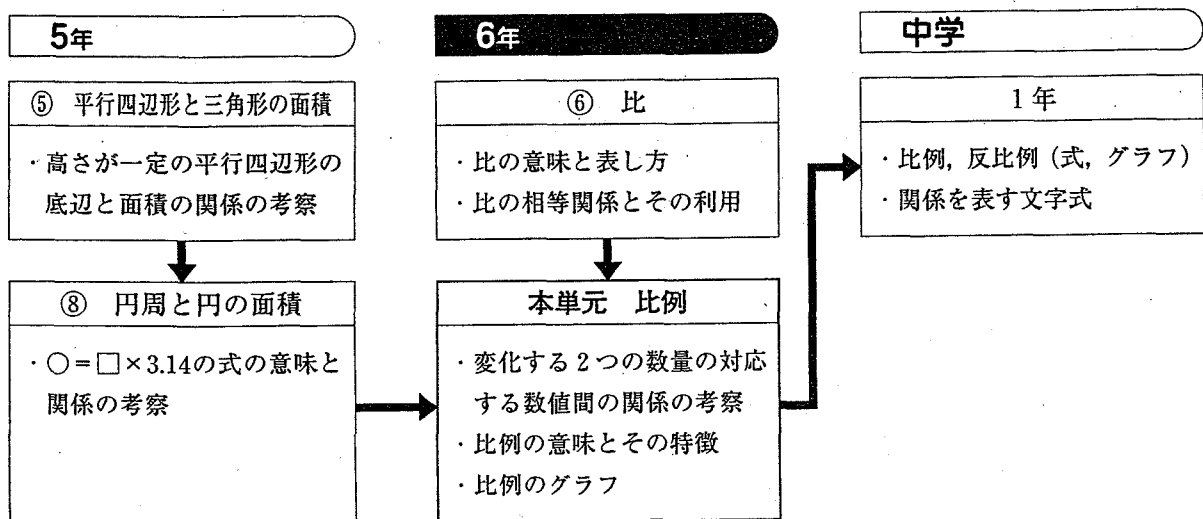 5年
⑤ 平行四辺形と三角形の面積
・高さが一定の平行四辺形の
底辺と面積の関係の考察
⑧ 円周と円の面積
・○=□×3.14の式の意味と
関係の考察
6年
⑥ 比
・比の意味と表し方
・比の相等関係とその利用
本単元 比例
・変化する2つの数量の対応
する数値間の関係の考察
・比例の意味とその特徴
・比例のグラフ
中学
1年
・比例,反比例(式,グラフ)
・関係を表す文字式